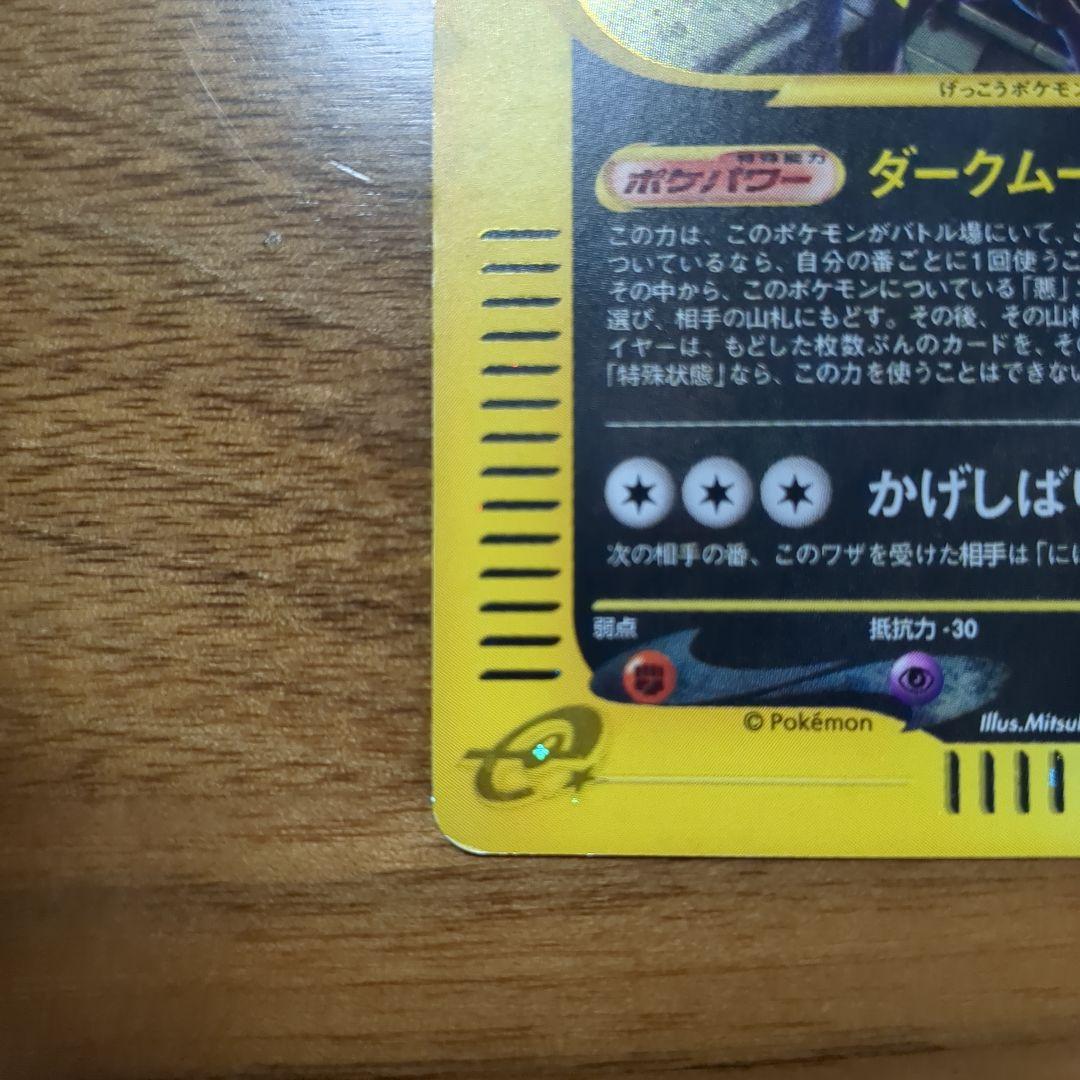 げっこうポケモン
特殊能力
ポケパワー ダークムー
この力は、このポケモンがバトル場にいて、こ
ついているなら、自分の番ごとに1回使うこ
その中から、このポケモンについている「悪」エ
選び、相手の山札にもどす。その後、その山札
イヤーは、もどした枚数ぶんのカードを、その
「特殊状態」なら、この力を使うことはできない
かげしばり
次の相手の番、このワザを受けた相手は「にげ
弱点 抵抗力 -30
© Pokémon Illus.Mitsu
e